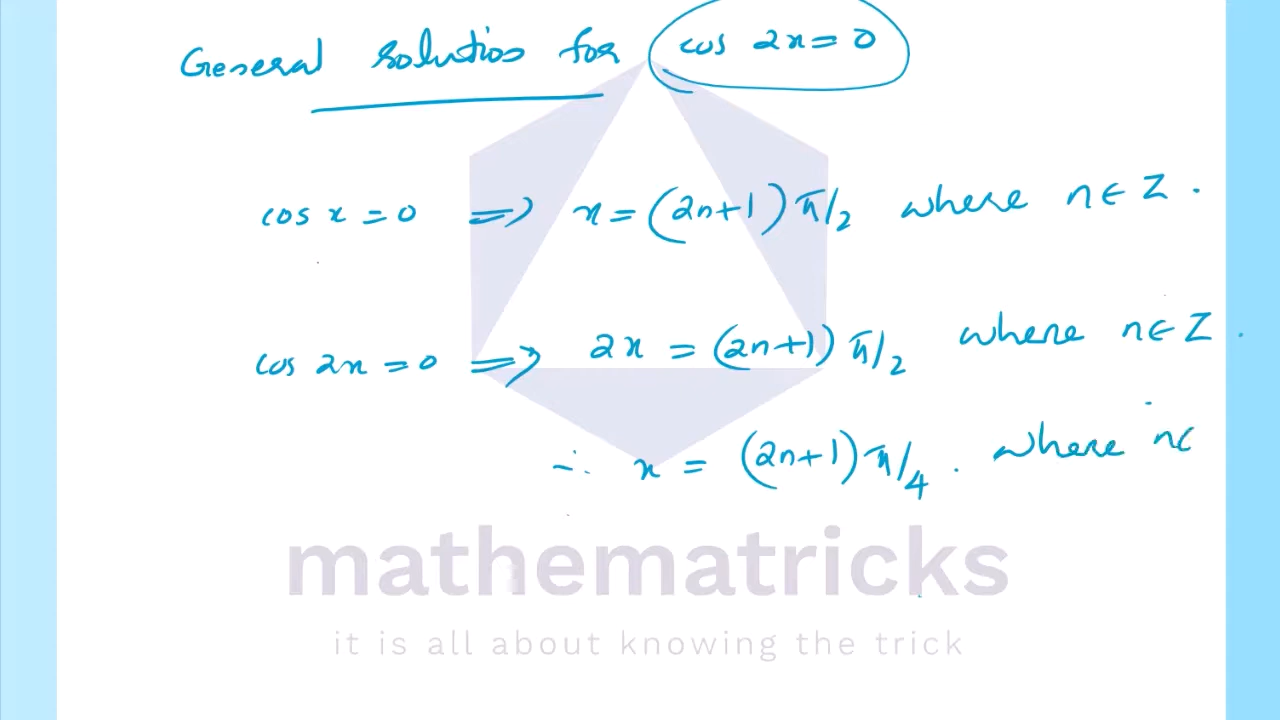 General solution for cos 2x = 0
cos x = 0 ⟹ x = (2n+1) π/2 where n ∈ Z .
cos 2x = 0 ⟹ 2x = (2n+1) π/2 where n ∈ Z .
∴ x = (2n+1) π/4 . where n
mathematricks
it is all about knowing the trick